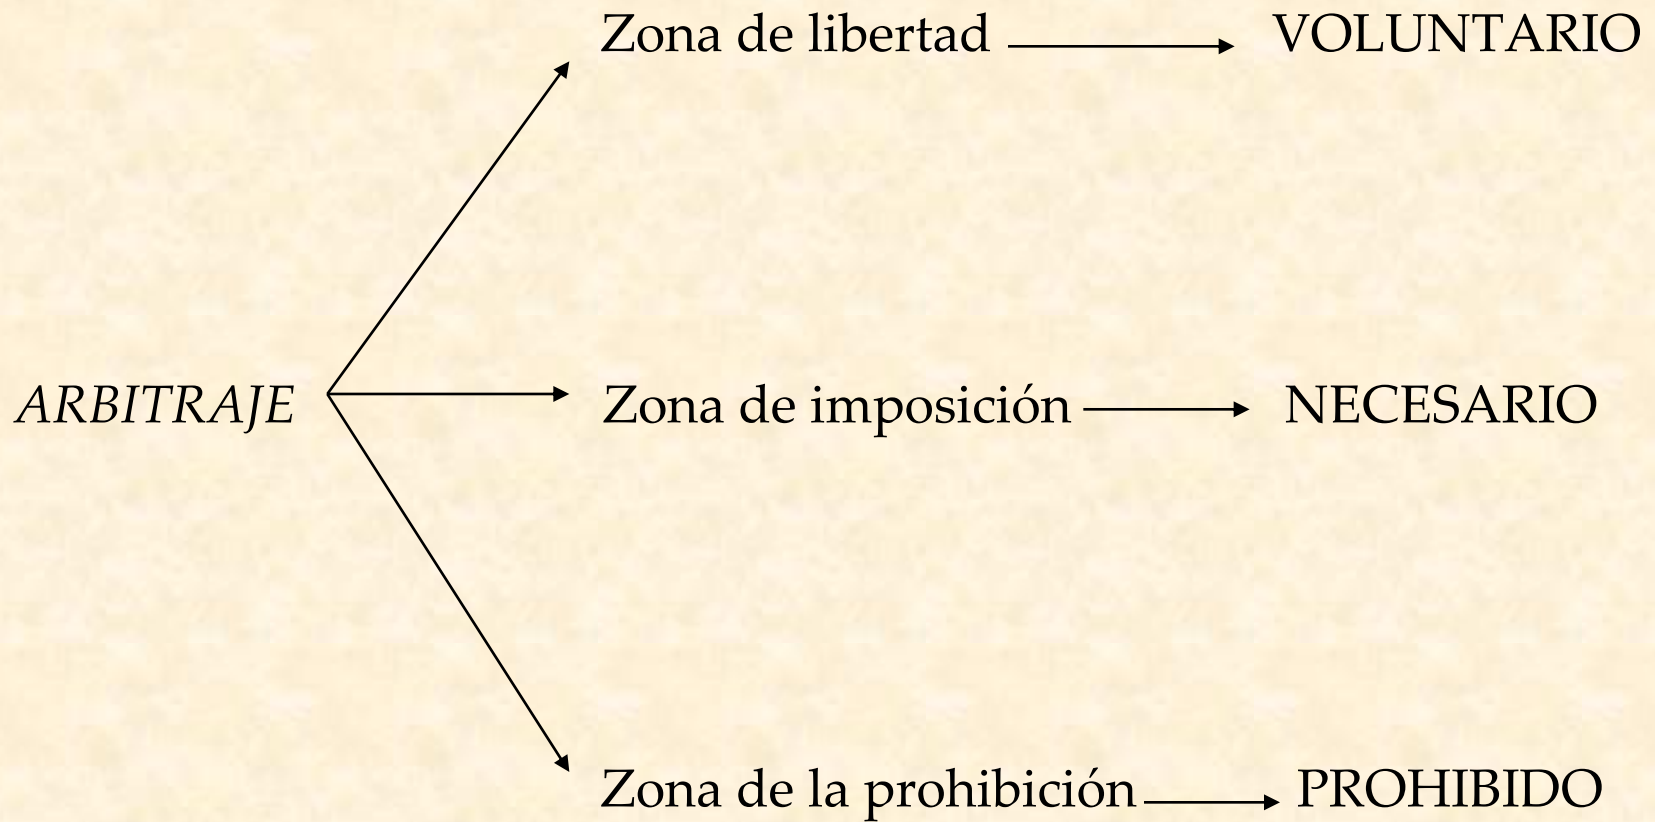 Zona de libertad VOLUNTARIO
ARBITRAJE Zona de imposición NECESARIO
Zona de la prohibición PROHIBIDO